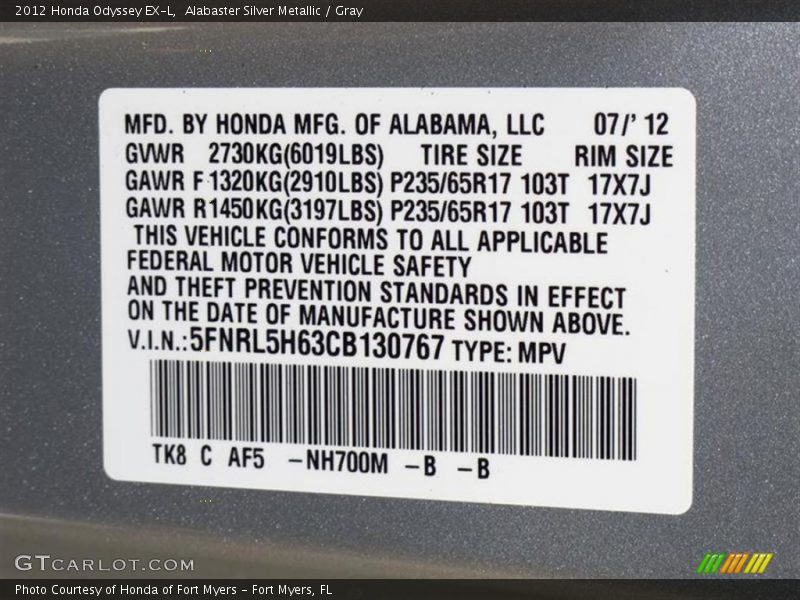 2012 Honda Odyssey EX-L,  Alabaster Silver Metallic / Gray
MFD. BY HONDA MFG. OF ALABAMA, LLC 07/' 12
GVWR 2730KG(6019LBS) TIRE SIZE RIM SIZE
GAWR F 1320KG(2910LBS) P235/65R17 103T 17X7J
GAWR R1450KG(3197LBS) P235/65R17 103T 17X7J
THIS VEHICLE CONFORMS TO ALL APPLICABLE
FEDERAL MOTOR VEHICLE SAFETY
AND THEFT PREVENTION STANDARDS IN EFFECT
ON THE DATE OF MANUFACTURE SHOWN ABOVE.
V.I.N.:5FNRL5H63CB130767 TYPE: MPV
TK8 C AF5 -NH700M -B -B
GTCARLOT.COM
Photo Courtesy of Honda of Fort Myers - Fort Myers, FL